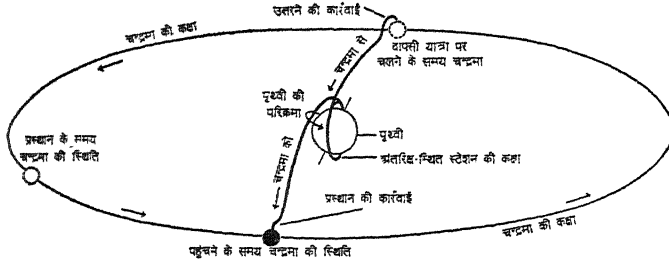 उतरने की कार्रवाई
चन्द्रमा की कक्षा
वापसी यात्रा पर
चलने के समय चन्द्रमा
चन्द्रमा से
पृथ्वी की
परिक्रमा
पृथ्वी
प्रस्थान के समय
चन्द्रमा की स्थिति
अंतरिक्ष-स्थित स्टेशन की कक्षा
चन्द्रमा को
प्रस्थान की कार्रवाई
चन्द्रमा की कक्षा
पहुंचने के समय चन्द्रमा की स्थिति